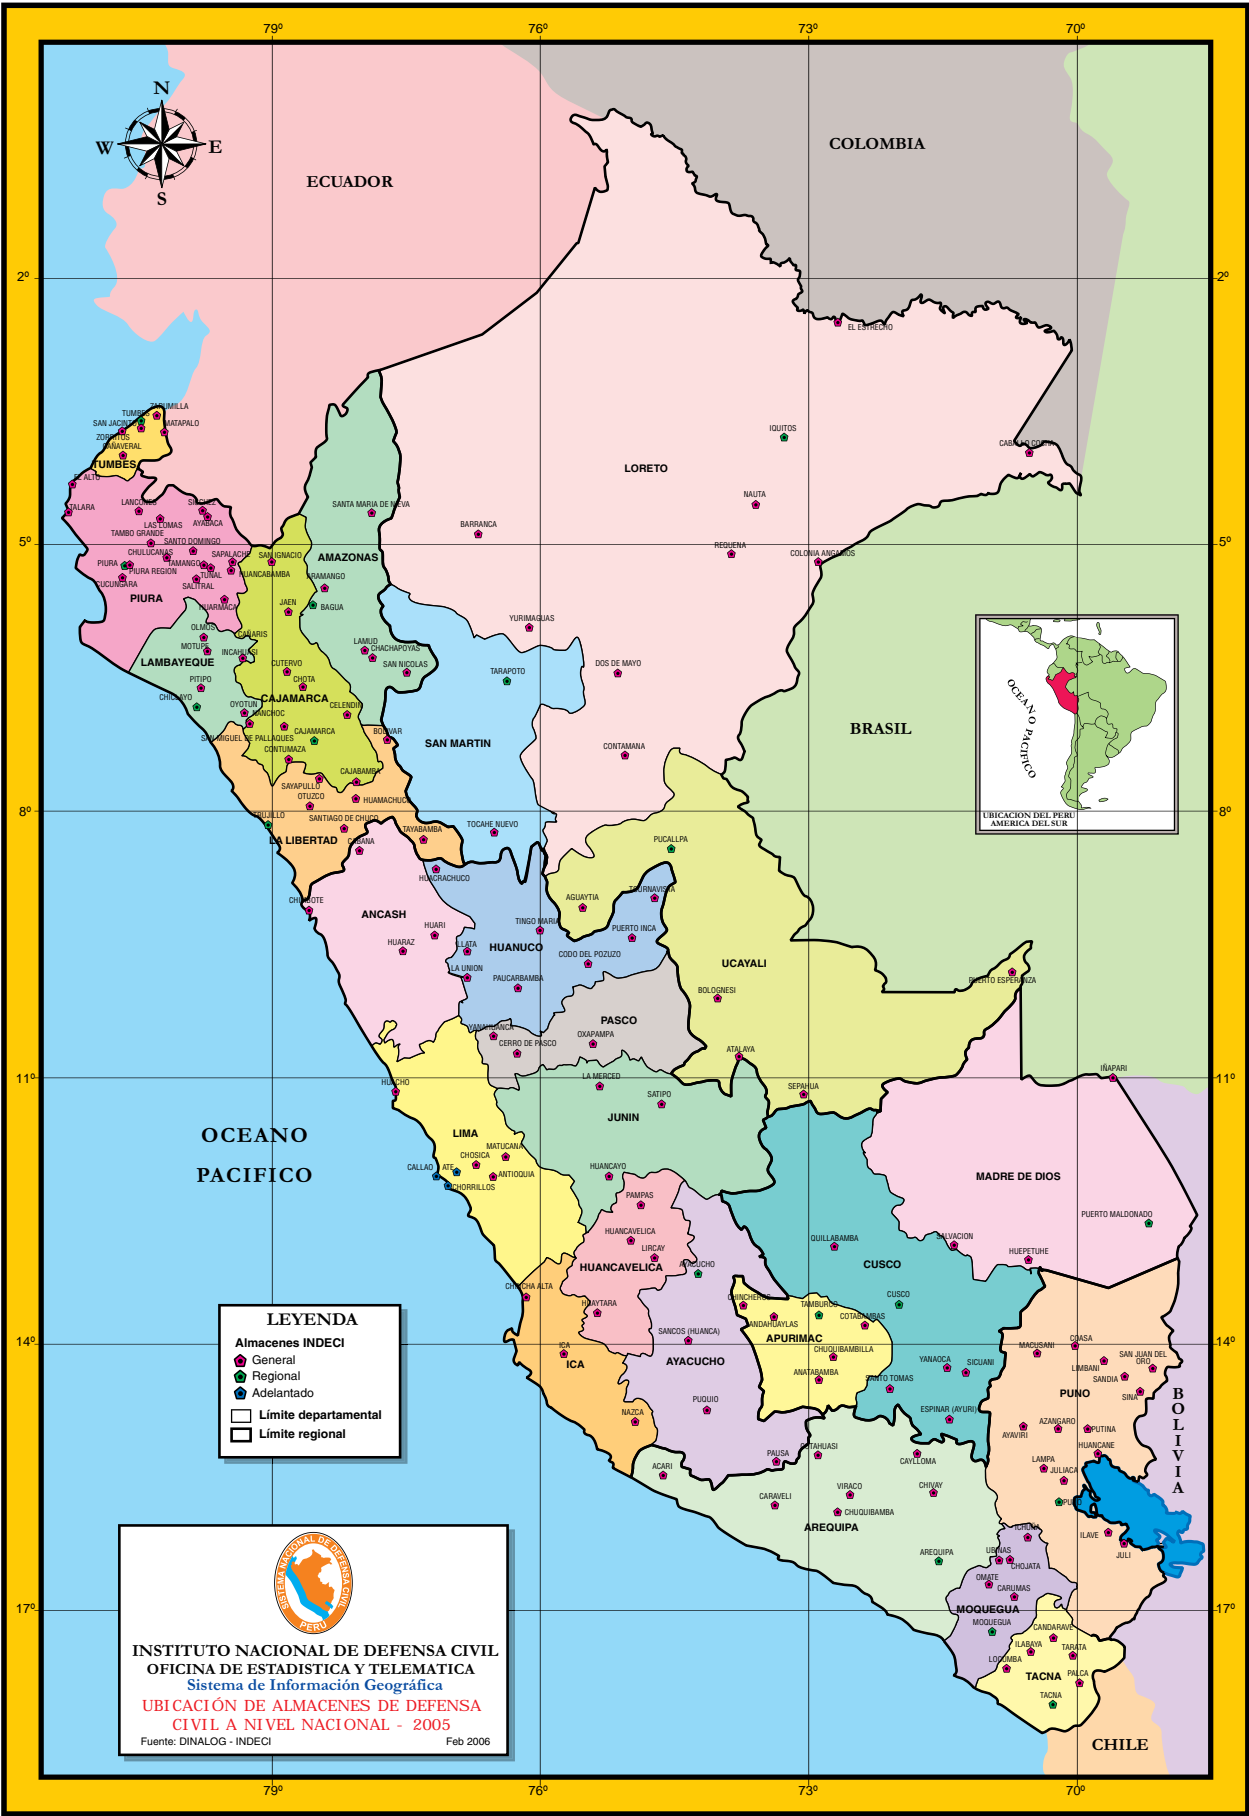 79º 76º 73º 70º
N
W E
S
ECUADOR
COLOMBIA
2º 2º
EL ESTRECHO
ZARUMILLA
TUMBES
SAN JACINTO
MATAPALO
ZORRITOS
CAÑAVERAL
TUMBES
IQUITOS
CABALLO COCHA
LORETO
EL ALTO
TALARA
LANCONES
SICCHEZ
LAS LOMAS
AYABACA
TAMBO GRANDE
SANTO DOMINGO
CHULUCANAS
SAPALACHE
SAN IGNACIO
PIURA
PIURA REGION
TAMANGO
TUNAL
HUANCABAMBA
CUCUNGARA
SALITRAL
PIURA
HUARMACA
SANTA MARIA DE NIEVA
BARRANCA
NAUTA
5º 5º
REQUENA
COLONIA ANGAMOS
AMAZONAS
ARAMANGO
JAEN
BAGUA
YURIMAGUAS
OLMOS
CAÑARIS
MOTUPE
INCAHUASI
LAMBAYEQUE
LAMUD
CHACHAPOYAS
SAN NICOLAS
CUTERVO
PITIPO
CHOTA
CAJAMARCA
CHICLAYO
OYOTUN
NANCHOC
CELENDIN
TARAPOTO
DOS DE MAYO
SAN MIGUEL DE PALLAQUES
CAJAMARCA
BOLIVAR
CONTUMAZA
SAN MARTIN
CONTAMANA
BRASIL
OCEANO PACIFICO
UBICACION DEL PERU
AMERICA DEL SUR
CAJABAMBA
SAYAPULLO
OTUZCO
HUAMACHUCO
8º 8º
TRUJILLO
SANTIAGO DE CHUCO
LA LIBERTAD
CABANA
TAYABAMBA
TOCAHE NUEVO
PUCALLPA
HUACRACHUCO
CHIMBOTE
ANCASH
HUARI
HUARAZ
AGUAYTIA
TOURNAVISTA
TINGO MARIA
PUERTO INCA
LLATA
HUANUCO
CODO DEL POZUZO
LA UNION
PAUCARBAMBA
UCAYALI
BOLOGNESI
PUERTO ESPERANZA
PASCO
YANAHUANCA
OXAPAMPA
CERRO DE PASCO
ATALAYA
11º 11º
HUACHO
LA MERCED
SATIPO
SEPAHUA
IÑAPARI
JUNIN
LIMA
MATUCANA
CHOSICA
CALLAO ATE
ANTIOQUIA
CHORRILLOS
HUANCAYO
OCEANO
PACIFICO
MADRE DE DIOS
PAMPAS
PUERTO MALDONADO
HUANCAVELICA
LIRCAY
QUILLABAMBA
SALVACION
HUEPETUHE
HUANCAVELICA
AYACUCHO
CUSCO
CHINCHA ALTA
HUAYTARA
CHINCHEROS
TAMBURCO
CUSCO
ANDAHUAYLAS
COTABAMBAS
SANCOS (HUANCA)
APURIMAC
14º 14º
ICA
ICA
AYACUCHO
CHUQUIBAMBILLA
ANATABAMBA
YANAOCA
SICUANI
SANTO TOMAS
MACUSANI
COASA
LIMBANI
SAN JUAN DEL
ORO
SANDIA
SINA
PUNO
NAZCA
PUQUIO
ESPINAR (AYURI)
AYAVIRI
AZANGARO
PUTINA
HUANCANE
BOLIVIA
ACARI
PAUSA
COTAHUASI
CAYLLOMA
LAMPA
JULIACA
CARAVELI
VIRACO
CHIVAY
CHUQUIBAMBA
PUNO
AREQUIPA
ICHUÑA
ILAVE
JULI
AREQUIPA
UBINAS
CHOJATA
OMATE
CARUMAS
17º 17º
MOQUEGUA
MOQUEGUA
CANDARAVE
ILABAYA
TARATA
LOCUMBA
TACNA
PALCA
TACNA
CHILE
LEYENDA
Almacenes INDECI
General
Regional
Adelantado
Límite departamental
Límite regional
SISTEMA NACIONAL DE DEFENSA CIVIL
PERU
INSTITUTO NACIONAL DE DEFENSA CIVIL
OFICINA DE ESTADISTICA Y TELEMATICA
Sistema de Información Geográfica
UBICACIÓN DE ALMACENES DE DEFENSA
CIVIL A NIVEL NACIONAL - 2005
Fuente: DINALOG - INDECI Feb 2006
79º 76º 73º 70º